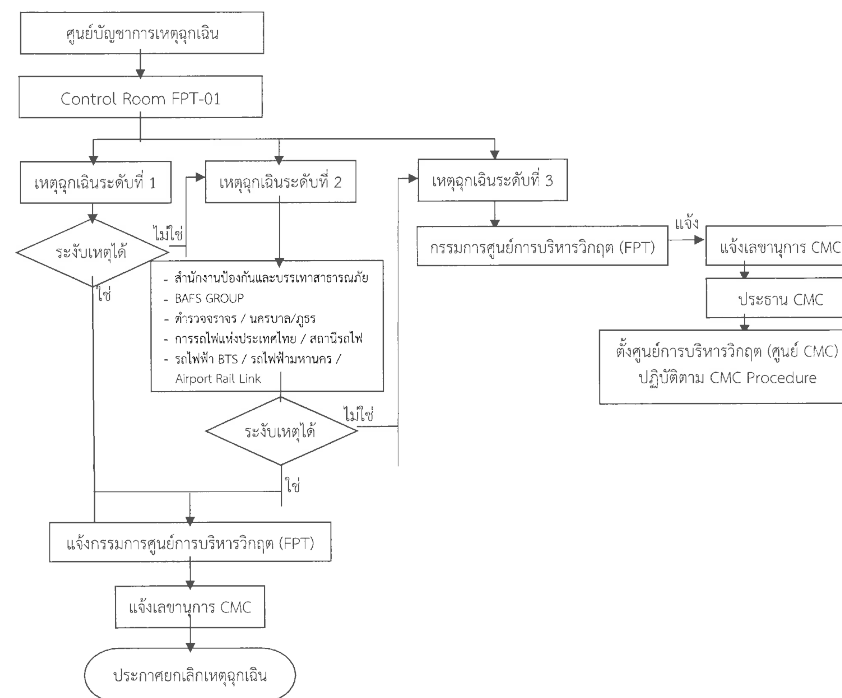 ศูนย์บัญชาการเหตุฉุกเฉิน
Control Room FPT-01
เหตุฉุกเฉินระดับที่ 1
เหตุฉุกเฉินระดับที่ 2
เหตุฉุกเฉินระดับที่ 3
ระงับเหตุได้
ไม่ใช่
ใช่
- สำนักงานป้องกันและบรรเทาสาธารณภัย
- BAFS GROUP
- ตำรวจจราจร / นครบาล/ภูธร
- การรถไฟแห่งประเทศไทย / สถานีรถไฟ
- รถไฟฟ้า BTS / รถไฟฟ้ามหานคร /
Airport Rail Link
ระงับเหตุได้
ไม่ใช่
ใช่
กรรมการศูนย์การบริหารวิกฤต (FPT)
แจ้ง
แจ้งเลขานุการ CMC
ประธาน CMC
ตั้งศูนย์การบริหารวิกฤต (ศูนย์ CMC)
ปฏิบัติตาม CMC Procedure
แจ้งกรรมการศูนย์การบริหารวิกฤต (FPT)
แจ้งเลขานุการ CMC
ประกาศยกเลิกเหตุฉุกเฉิน